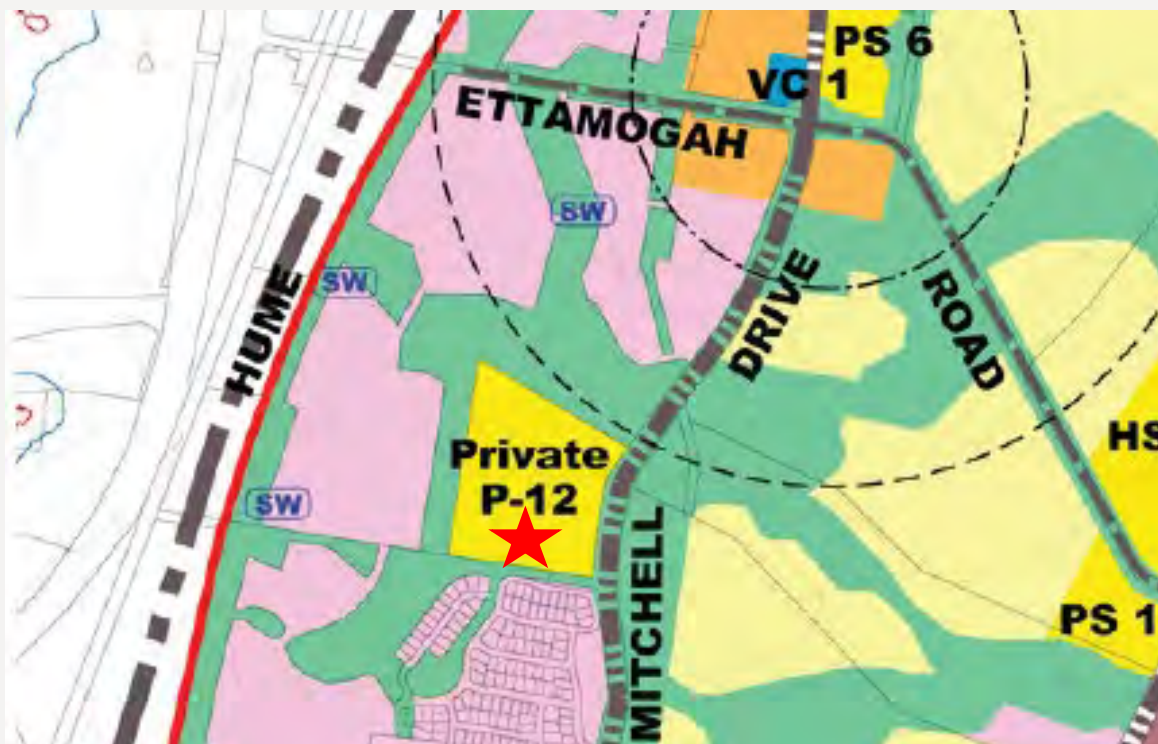 PS 6
VC 1
ETTAMOGAH
SW
SW
HUME
DRIVE
ROAD
HS
Private
P-12
SW
MITCHELL
PS 1